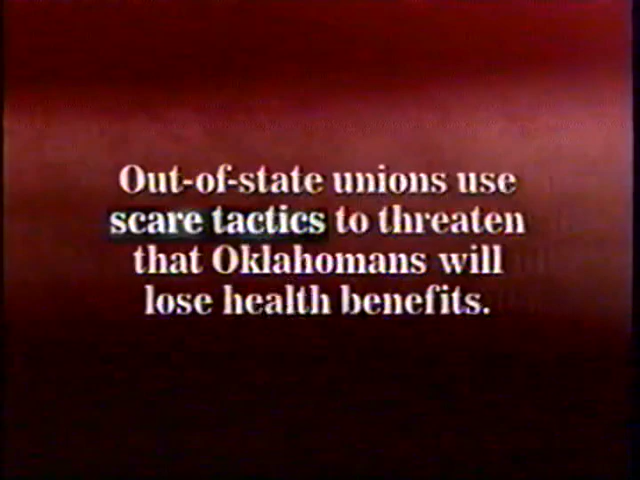 Out-of-state unions use
scare tactics to threaten
that Oklahomans will
lose health benefits.